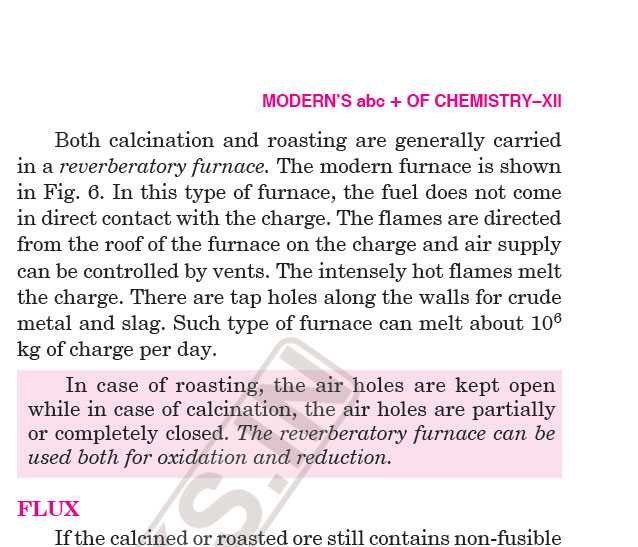 MODERN'S abc + OF CHEMISTRY–XII
Both calcination and roasting are generally carried
in a reverberatory furnace. The modern furnace is shown
in Fig. 6. In this type of furnace, the fuel does not come
in direct contact with the charge. The flames are directed
from the roof of the furnace on the charge and air supply
can be controlled by vents. The intensely hot flames melt
the charge. There are tap holes along the walls for crude
metal and slag. Such type of furnace can melt about 10⁶
kg of charge per day.
In case of roasting, the air holes are kept open
while in case of calcination, the air holes are partially
or completely closed. The reverberatory furnace can be
used both for oxidation and reduction.
FLUX
If the calcined or roasted ore still contains non-fusible
S.IN